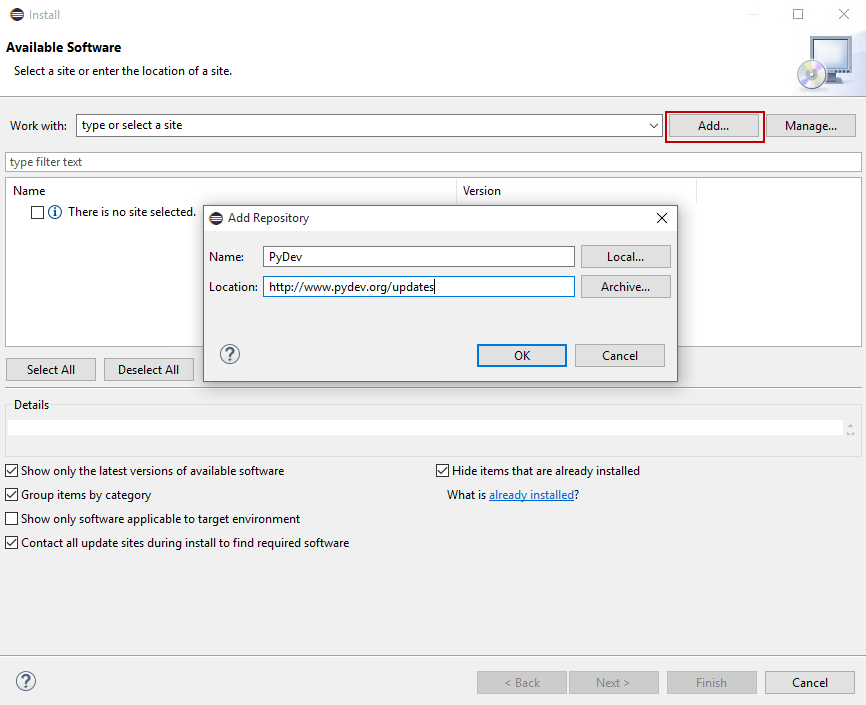 Install
Available Software
Select a site or enter the location of a site.
Work with: type or select a site Add... Manage...
type filter text
Name Version
There is no site selected.
Add Repository
Name: PyDev Local...
Location: http://www.pydev.org/updates Archive...
? OK Cancel
Select All Deselect All
Details
Show only the latest versions of available software Hide items that are already installed
Group items by category What is already installed?
Show only software applicable to target environment
Contact all update sites during install to find required software
? < Back Next > Finish Cancel